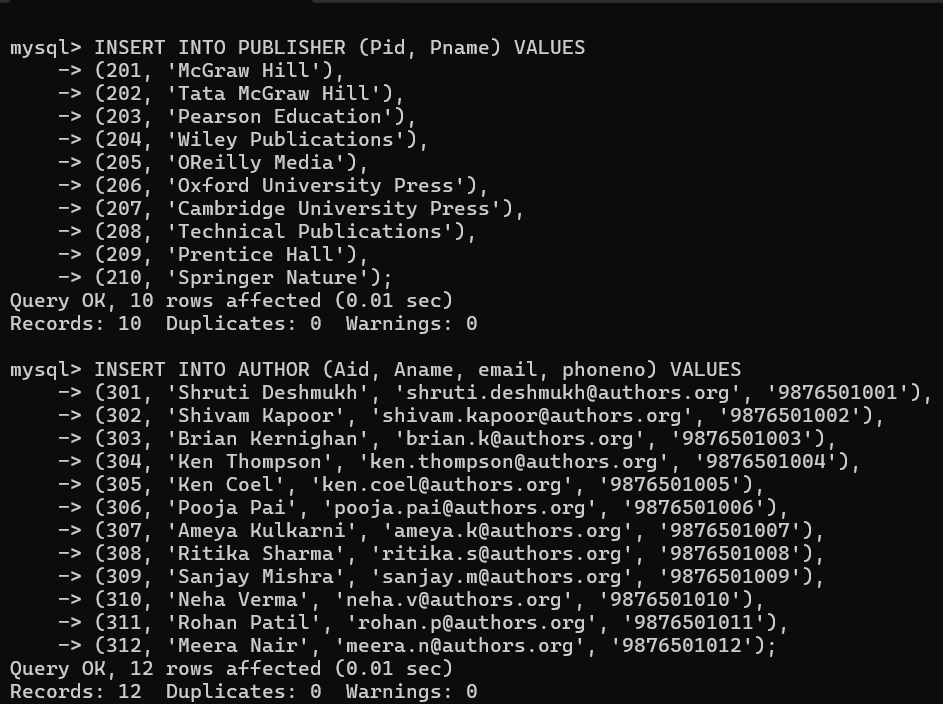 mysql> INSERT INTO PUBLISHER (Pid, Pname) VALUES
    -> (201, 'McGraw Hill'),
    -> (202, 'Tata McGraw Hill'),
    -> (203, 'Pearson Education'),
    -> (204, 'Wiley Publications'),
    -> (205, 'OReilly Media'),
    -> (206, 'Oxford University Press'),
    -> (207, 'Cambridge University Press'),
    -> (208, 'Technical Publications'),
    -> (209, 'Prentice Hall'),
    -> (210, 'Springer Nature');
Query OK, 10 rows affected (0.01 sec)
Records: 10  Duplicates: 0  Warnings: 0

mysql> INSERT INTO AUTHOR (Aid, Aname, email, phoneno) VALUES
    -> (301, 'Shruti Deshmukh', 'shruti.deshmukh@authors.org', '9876501001'),
    -> (302, 'Shivam Kapoor', 'shivam.kapoor@authors.org', '9876501002'),
    -> (303, 'Brian Kernighan', 'brian.k@authors.org', '9876501003'),
    -> (304, 'Ken Thompson', 'ken.thompson@authors.org', '9876501004'),
    -> (305, 'Ken Coel', 'ken.coel@authors.org', '9876501005'),
    -> (306, 'Pooja Pai', 'pooja.pai@authors.org', '9876501006'),
    -> (307, 'Ameya Kulkarni', 'ameya.k@authors.org', '9876501007'),
    -> (308, 'Ritika Sharma', 'ritika.s@authors.org', '9876501008'),
    -> (309, 'Sanjay Mishra', 'sanjay.m@authors.org', '9876501009'),
    -> (310, 'Neha Verma', 'neha.v@authors.org', '9876501010'),
    -> (311, 'Rohan Patil', 'rohan.p@authors.org', '9876501011'),
    -> (312, 'Meera Nair', 'meera.n@authors.org', '9876501012');
Query OK, 12 rows affected (0.01 sec)
Records: 12  Duplicates: 0  Warnings: 0